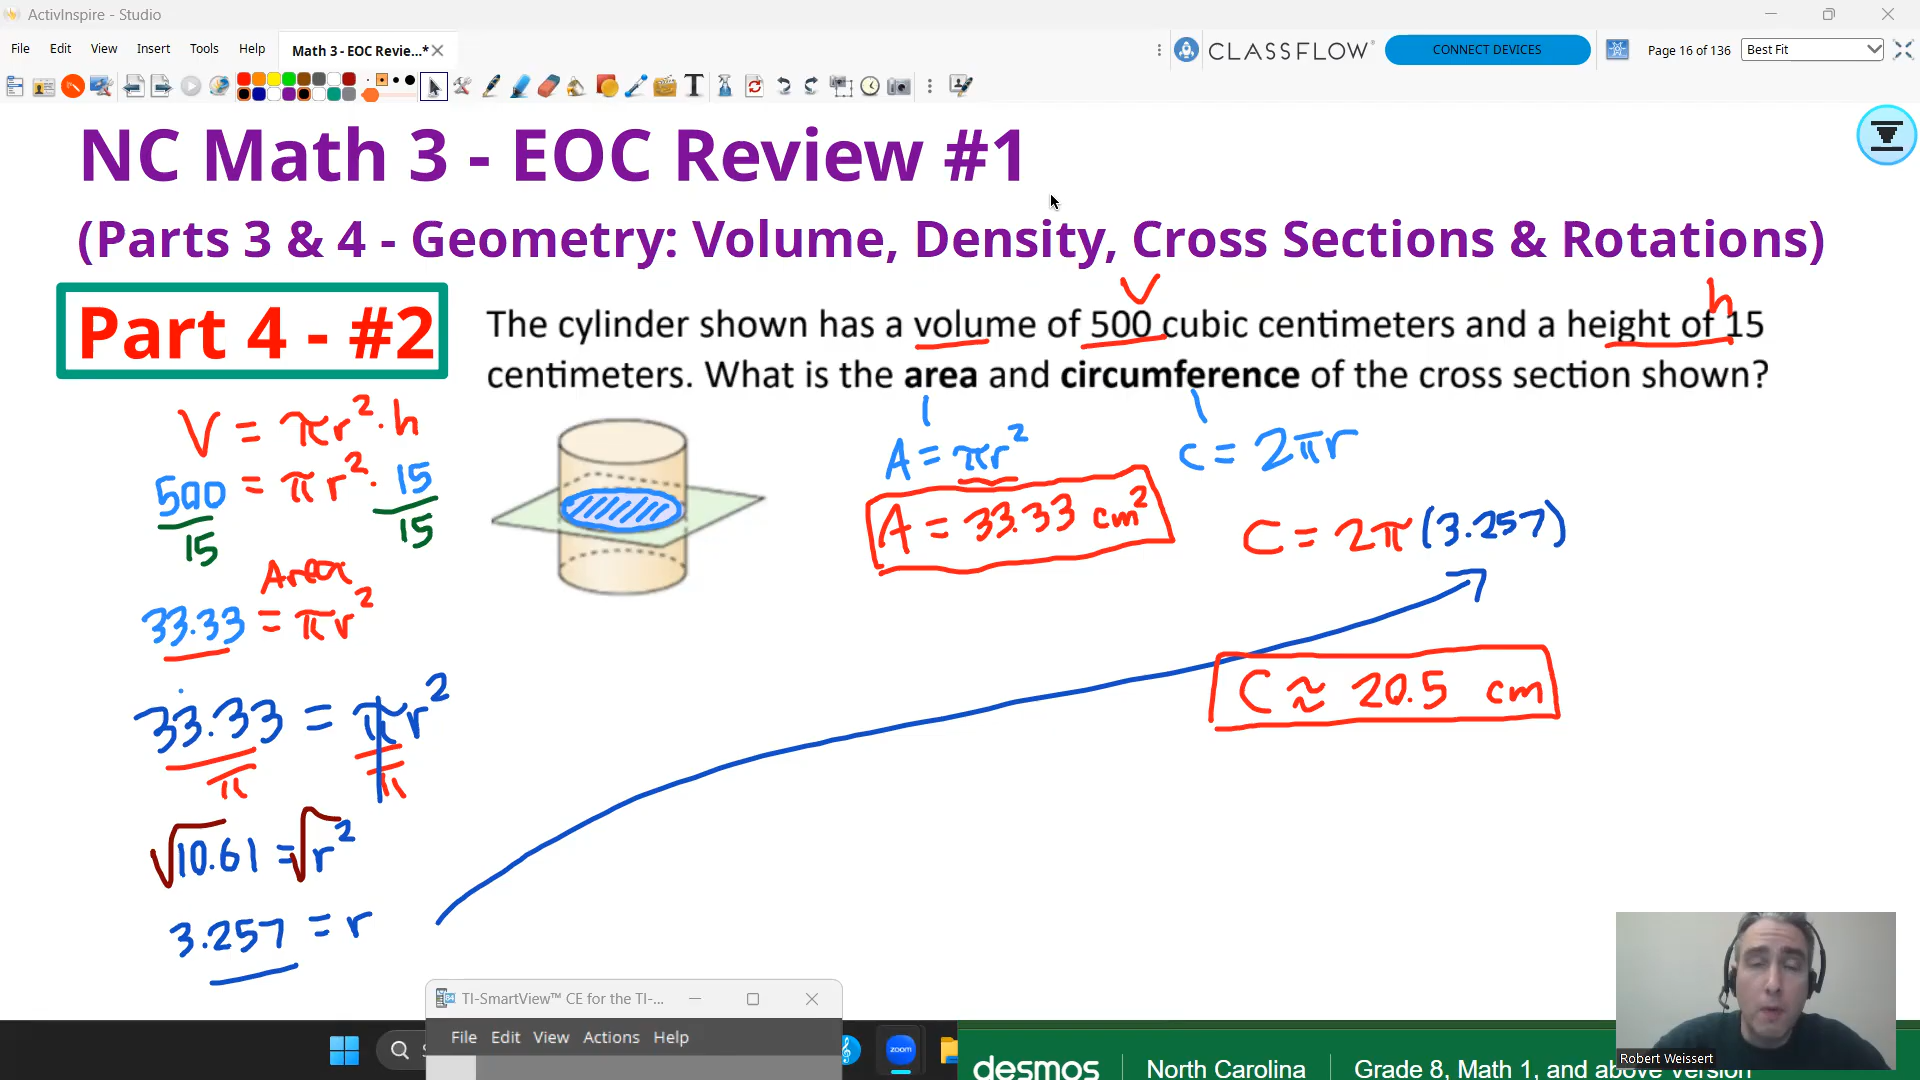 ActivInspire - Studio
File Edit View Insert Tools Help Math 3 - EOC Revie...* CLASSFLOW CONNECT DEVICES Page 16 of 136 Best Fit
NC Math 3 - EOC Review #1
(Parts 3 & 4 - Geometry: Volume, Density, Cross Sections & Rotations)
Part 4 - #2
V h
The cylinder shown has a volume of 500 cubic centimeters and a height of 15
centimeters. What is the area and circumference of the cross section shown?
V = πr²·h
500 = πr²·15
15 15
Area
33.33 = πr²
33.33 = πr²
π π
√10.61 = √r²
3.257 = r
A = πr²
A = 33.33 cm²
C = 2πr
C = 2π(3.257)
C ≈ 20.5 cm
TI-SmartView™ CE for the TI-...
File Edit View Actions Help
zoom
desmos North Carolina Grade 8, Math 1, and above Version
Robert Weissert